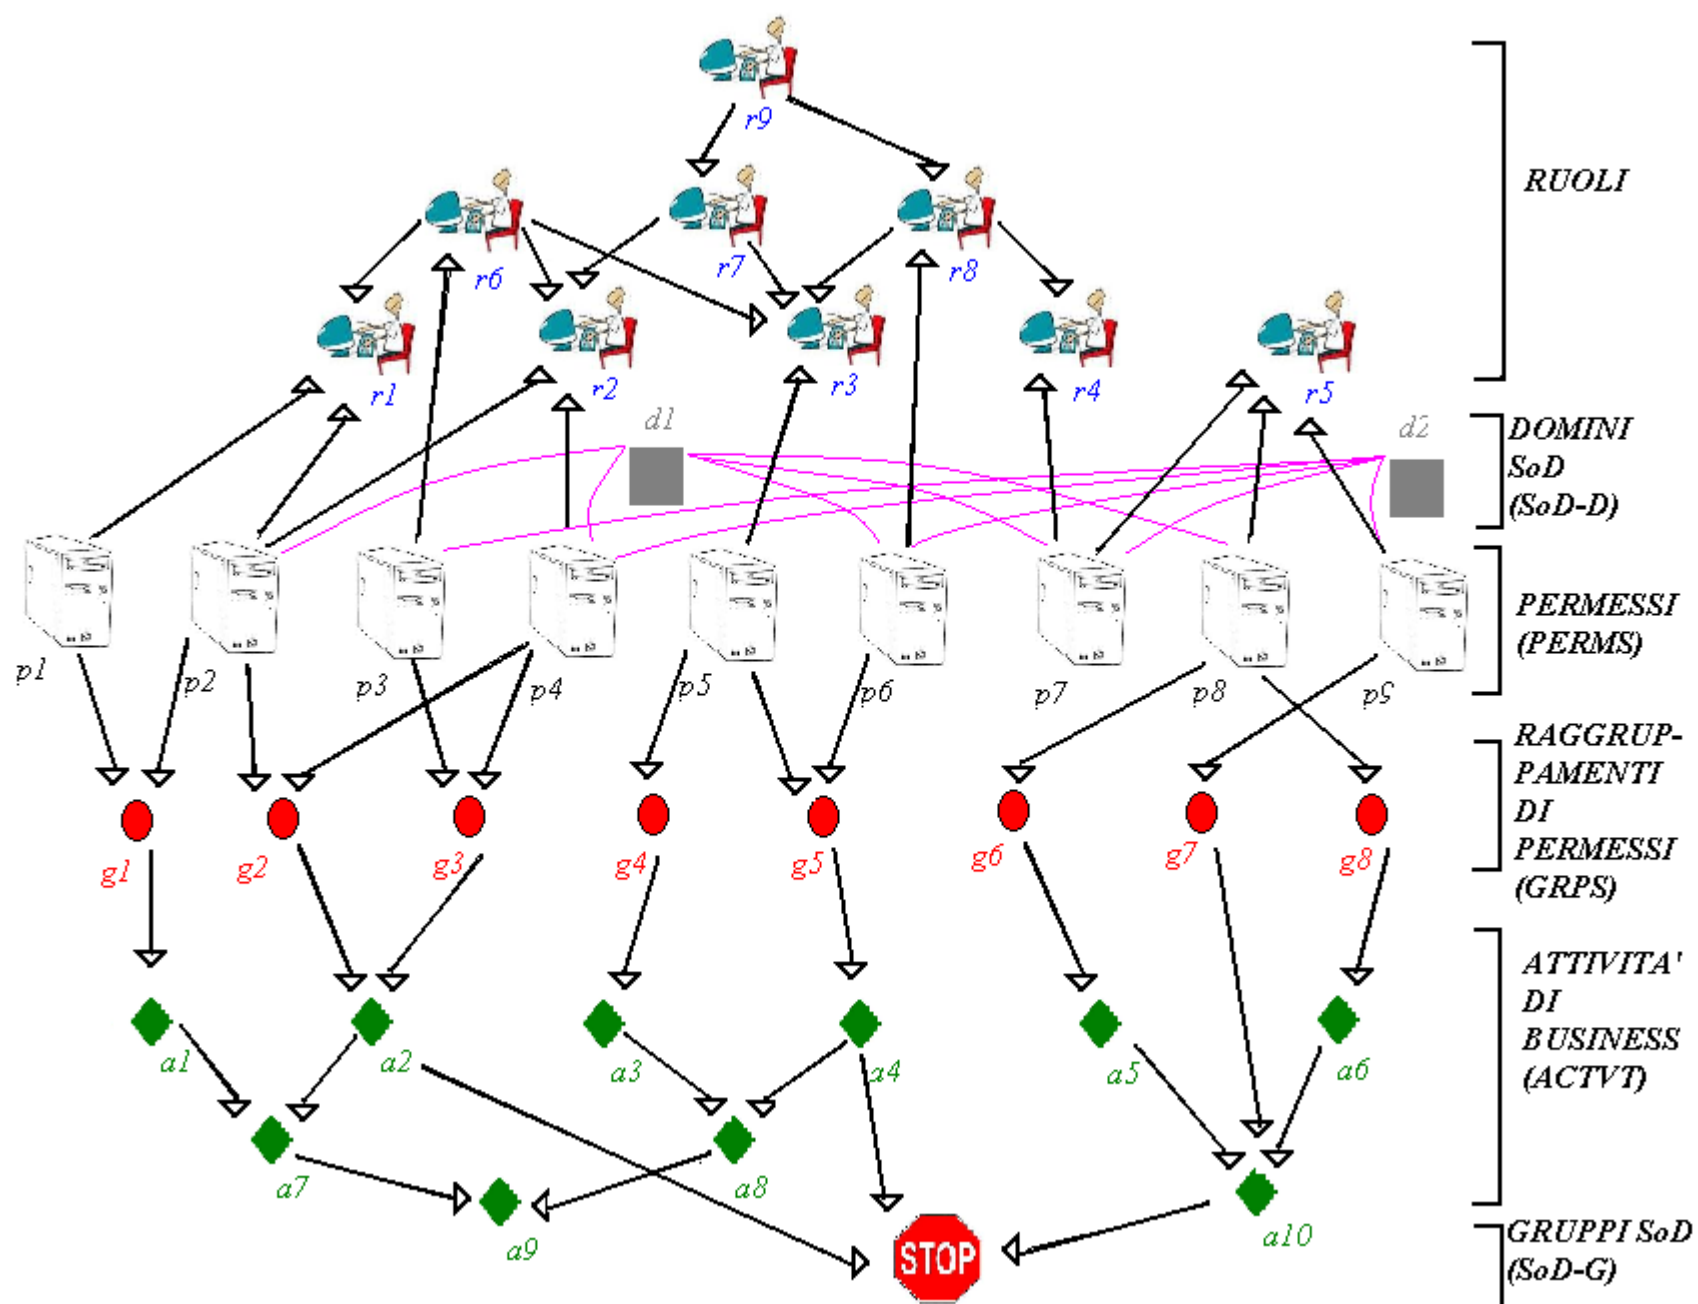 r9
RUOLI
r6
r7
r8
r1
r2
r3
r4
r5
d1
d2
DOMINI
SoD
(SoD-D)
PERMESSI
(PERMS)
p1
p2
p3
p4
p5
p6
p7
p8
p9
RAGGRUP-
PAMENTI
DI
PERMESSI
(GRPS)
g1
g2
g3
g4
g5
g6
g7
g8
ATTIVITA'
DI
BUSINESS
(ACTVT)
a1
a2
a3
a4
a5
a6
a7
a8
a9
a10
STOP
GRUPPI SoD
(SoD-G)